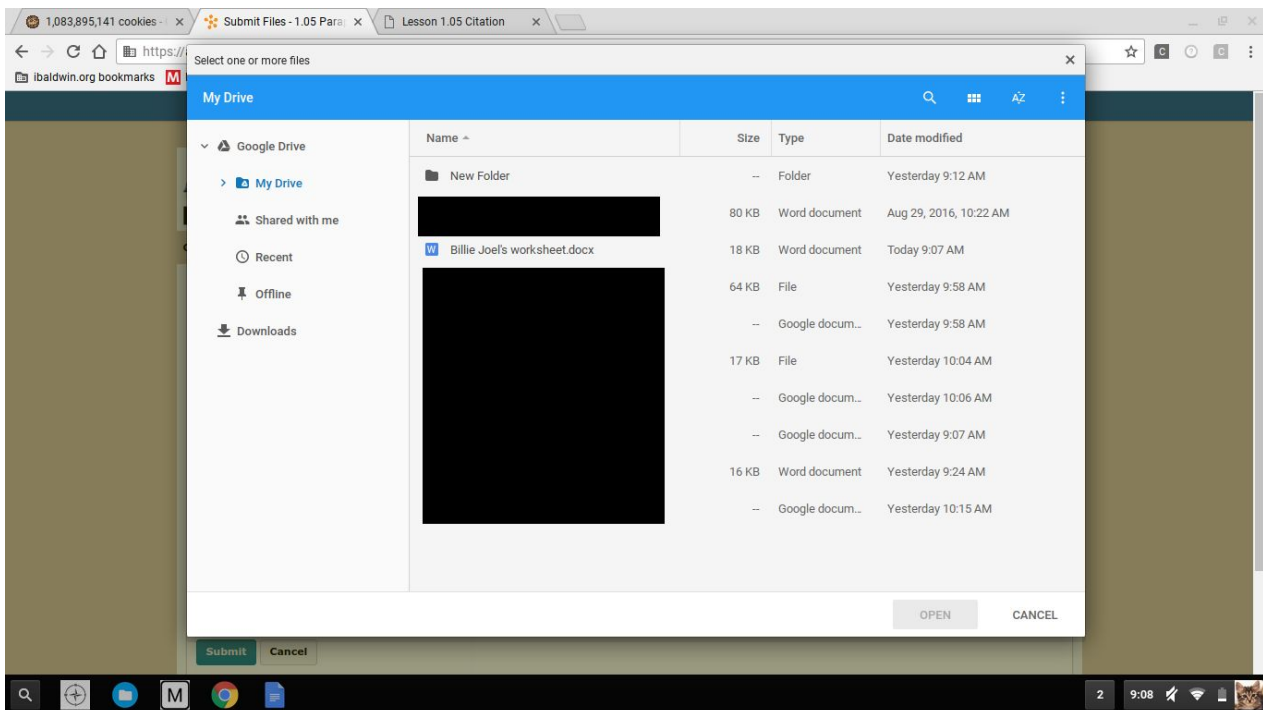 1,083,895,141 cookies -
Submit Files - 1.05 Para
Lesson 1.05 Citation
https://
ibaldwin.org bookmarks
Select one or more files
My Drive
AZ
Google Drive
My Drive
Shared with me
Recent
Offline
Downloads
Name Size Type Date modified
New Folder -- Folder Yesterday 9:12 AM
80 KB Word document Aug 29, 2016, 10:22 AM
W Billie Joel's worksheet.docx 18 KB Word document Today 9:07 AM
64 KB File Yesterday 9:58 AM
-- Google docum... Yesterday 9:58 AM
17 KB File Yesterday 10:04 AM
-- Google docum... Yesterday 10:06 AM
-- Google docum... Yesterday 9:07 AM
16 KB Word document Yesterday 9:24 AM
-- Google docum... Yesterday 10:15 AM
OPEN CANCEL
Submit Cancel
M
2 9:08